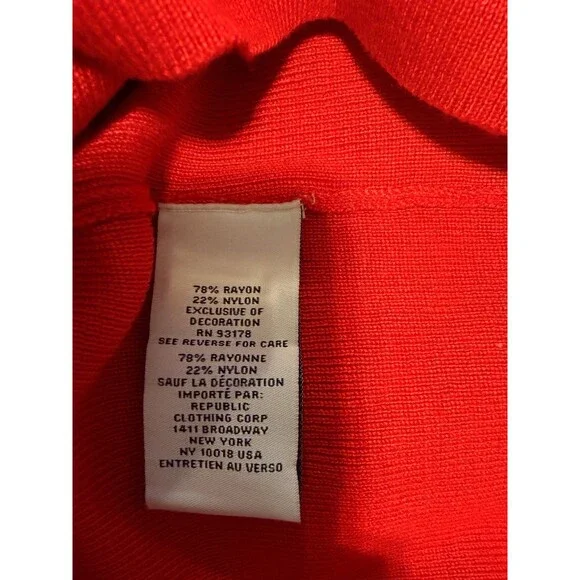 78% RAYON
22% NYLON
EXCLUSIVE OF
DECORATION
RN 93178
SEE REVERSE FOR CARE
78% RAYONNE
22% NYLON
SAUF LA DÉCORATION
IMPORTÉ PAR:
REPUBLIC
CLOTHING CORP
1411 BROADWAY
NEW YORK
NY 10018 USA
ENTRETIEN AU VERSO